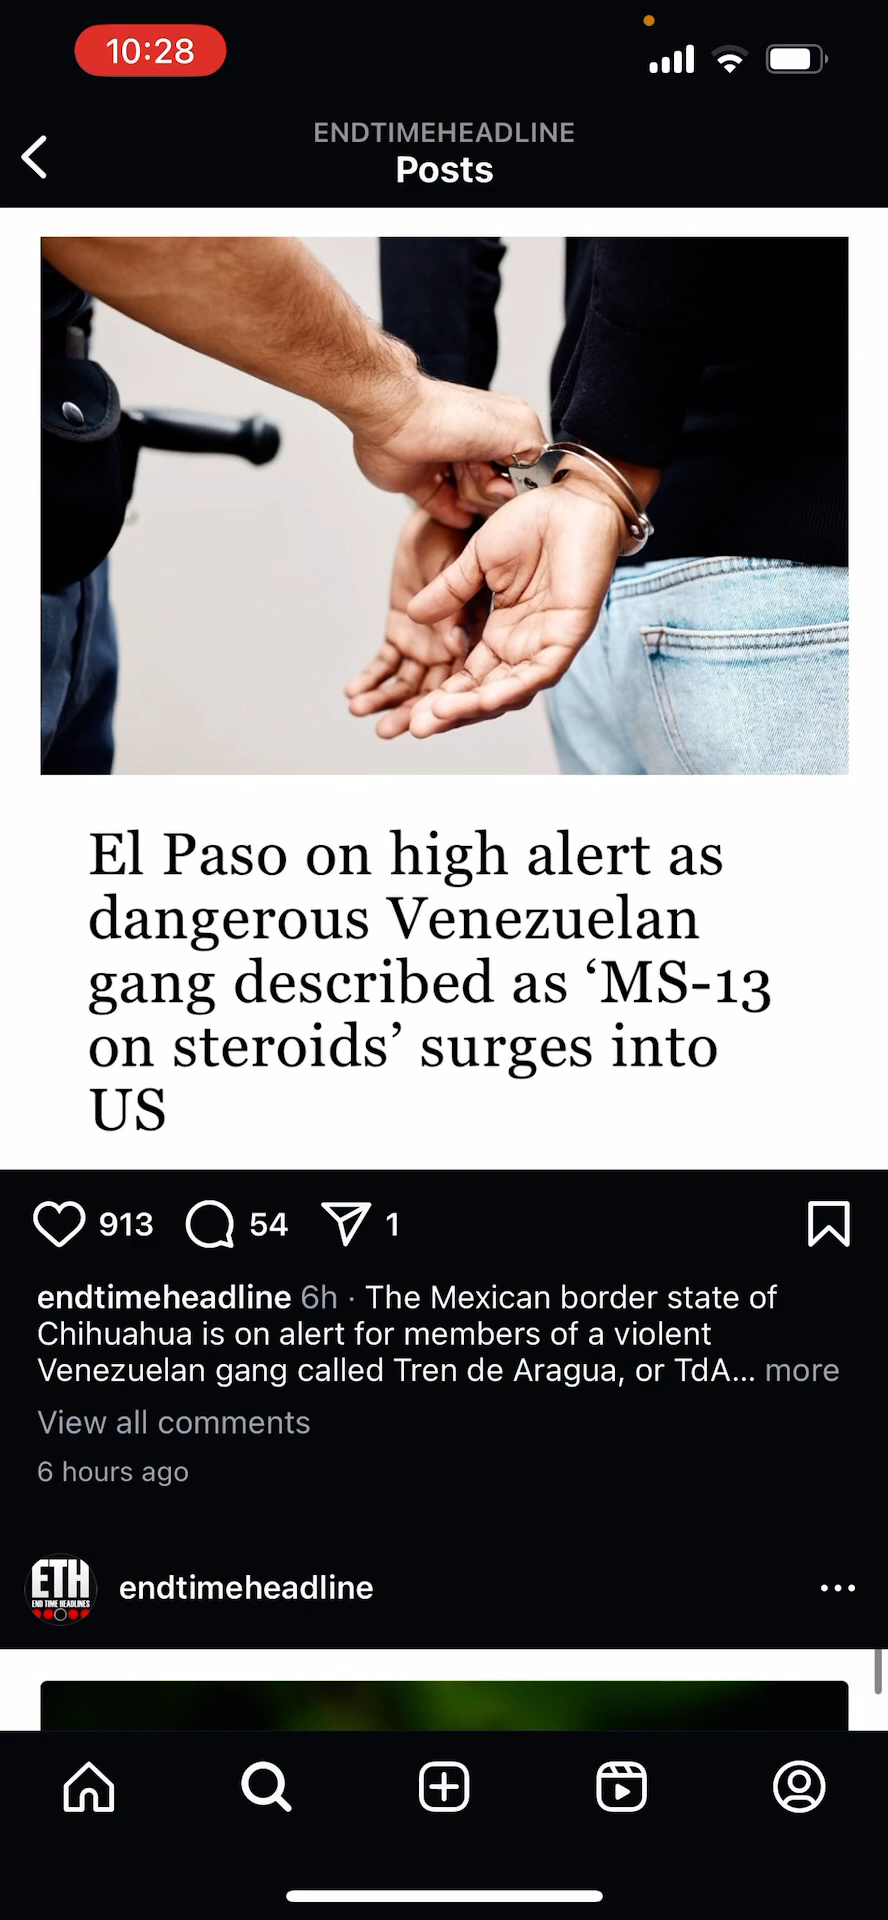 10:28
ENDTIMEHEADLINE
Posts
El Paso on high alert as
dangerous Venezuelan
gang described as ‘MS-13
on steroids’ surges into
US
913 54 1
endtimeheadline 6h · The Mexican border state of
Chihuahua is on alert for members of a violent
Venezuelan gang called Tren de Aragua, or TdA... more
View all comments
6 hours ago
ETH
END TIME HEADLINES
endtimeheadline